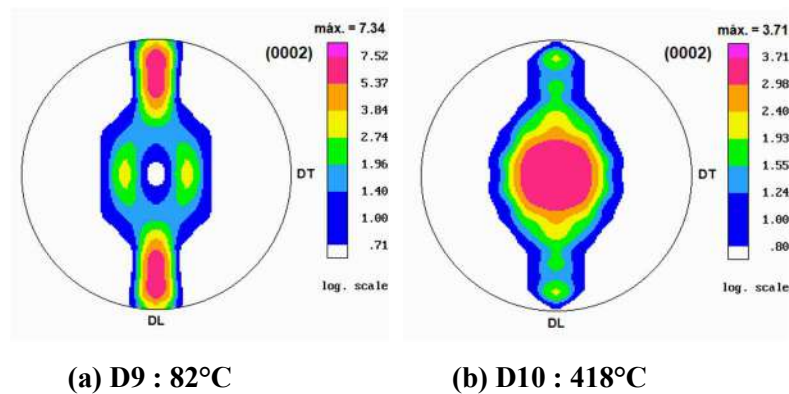 máx. = 7.34
(0002)
7.52
5.37
3.84
2.74
1.96
1.40
1.00
.71
DT
log. scale
DL
máx. = 3.71
(0002)
3.71
2.98
2.40
1.93
1.55
1.24
1.00
.80
DT
log. scale
DL
(a) D9 : 82°C
(b) D10 : 418°C